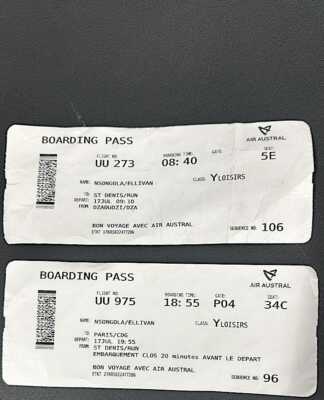 BOARDING PASS
AIR AUSTRAL
FLIGHT NO BOARDING TIME GATE SEAT
UU 273 08:40 5E
NAME: NSONGOLA/ELLIVAN CLASS Y LOISIRS
TO ST DENIS/RUN
DEPART: 17JUL 09:10
FROM DZAOUDZI/DZA
BON VOYAGE AVEC AIR AUSTRAL SEQUENCE NO: 106
BOARDING PASS
AIR AUSTRAL
FLIGHT NO BOARDING TIME GATE SEAT
UU 975 18:55 P04 34C
NAME: NSONGOLA/ELLIVAN CLASS Y LOISIRS
TO PARIS/CDG
DEPART: 17JUL 19:55
FROM ST DENIS/RUN
EMBARQUEMENT CLOS 20 minutes AVANT LE DEPART
BON VOYAGE AVEC AIR AUSTRAL
SEQUENCE NO: 96